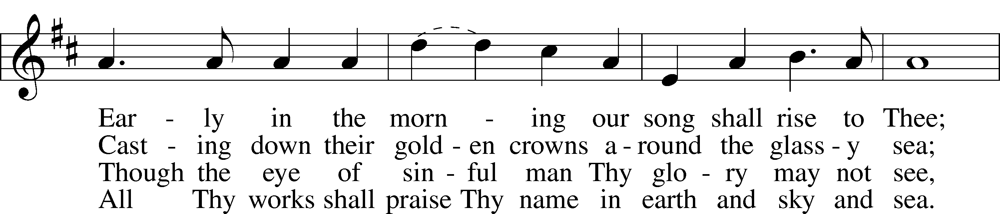 Ear - ly in the morn - ing our song shall rise to Thee;
Cast - ing down their gold - en crowns a - round the glass - y sea;
Though the eye of sin - ful man Thy glo - ry may not see,
All Thy works shall praise Thy name in earth and sky and sea.